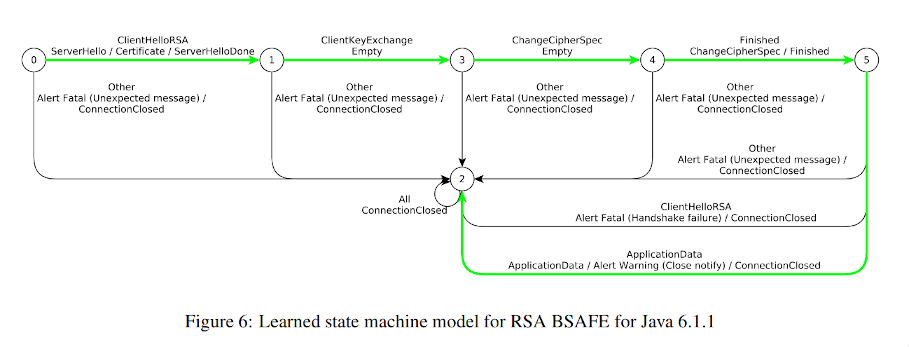 ClientHelloRSA
ServerHello / Certificate / ServerHelloDone
ClientKeyExchange
Empty
ChangeCipherSpec
Empty
Finished
ChangeCipherSpec / Finished
0
1
3
4
5
Other
Alert Fatal (Unexpected message) /
ConnectionClosed
Other
Alert Fatal (Unexpected message) /
ConnectionClosed
Other
Alert Fatal (Unexpected message) /
ConnectionClosed
Other
Alert Fatal (Unexpected message) /
ConnectionClosed
Other
Alert Fatal (Unexpected message) /
ConnectionClosed
2
All
ConnectionClosed
ClientHelloRSA
Alert Fatal (Handshake failure) / ConnectionClosed
ApplicationData
ApplicationData / Alert Warning (Close notify) / ConnectionClosed
Figure 6: Learned state machine model for RSA BSAFE for Java 6.1.1